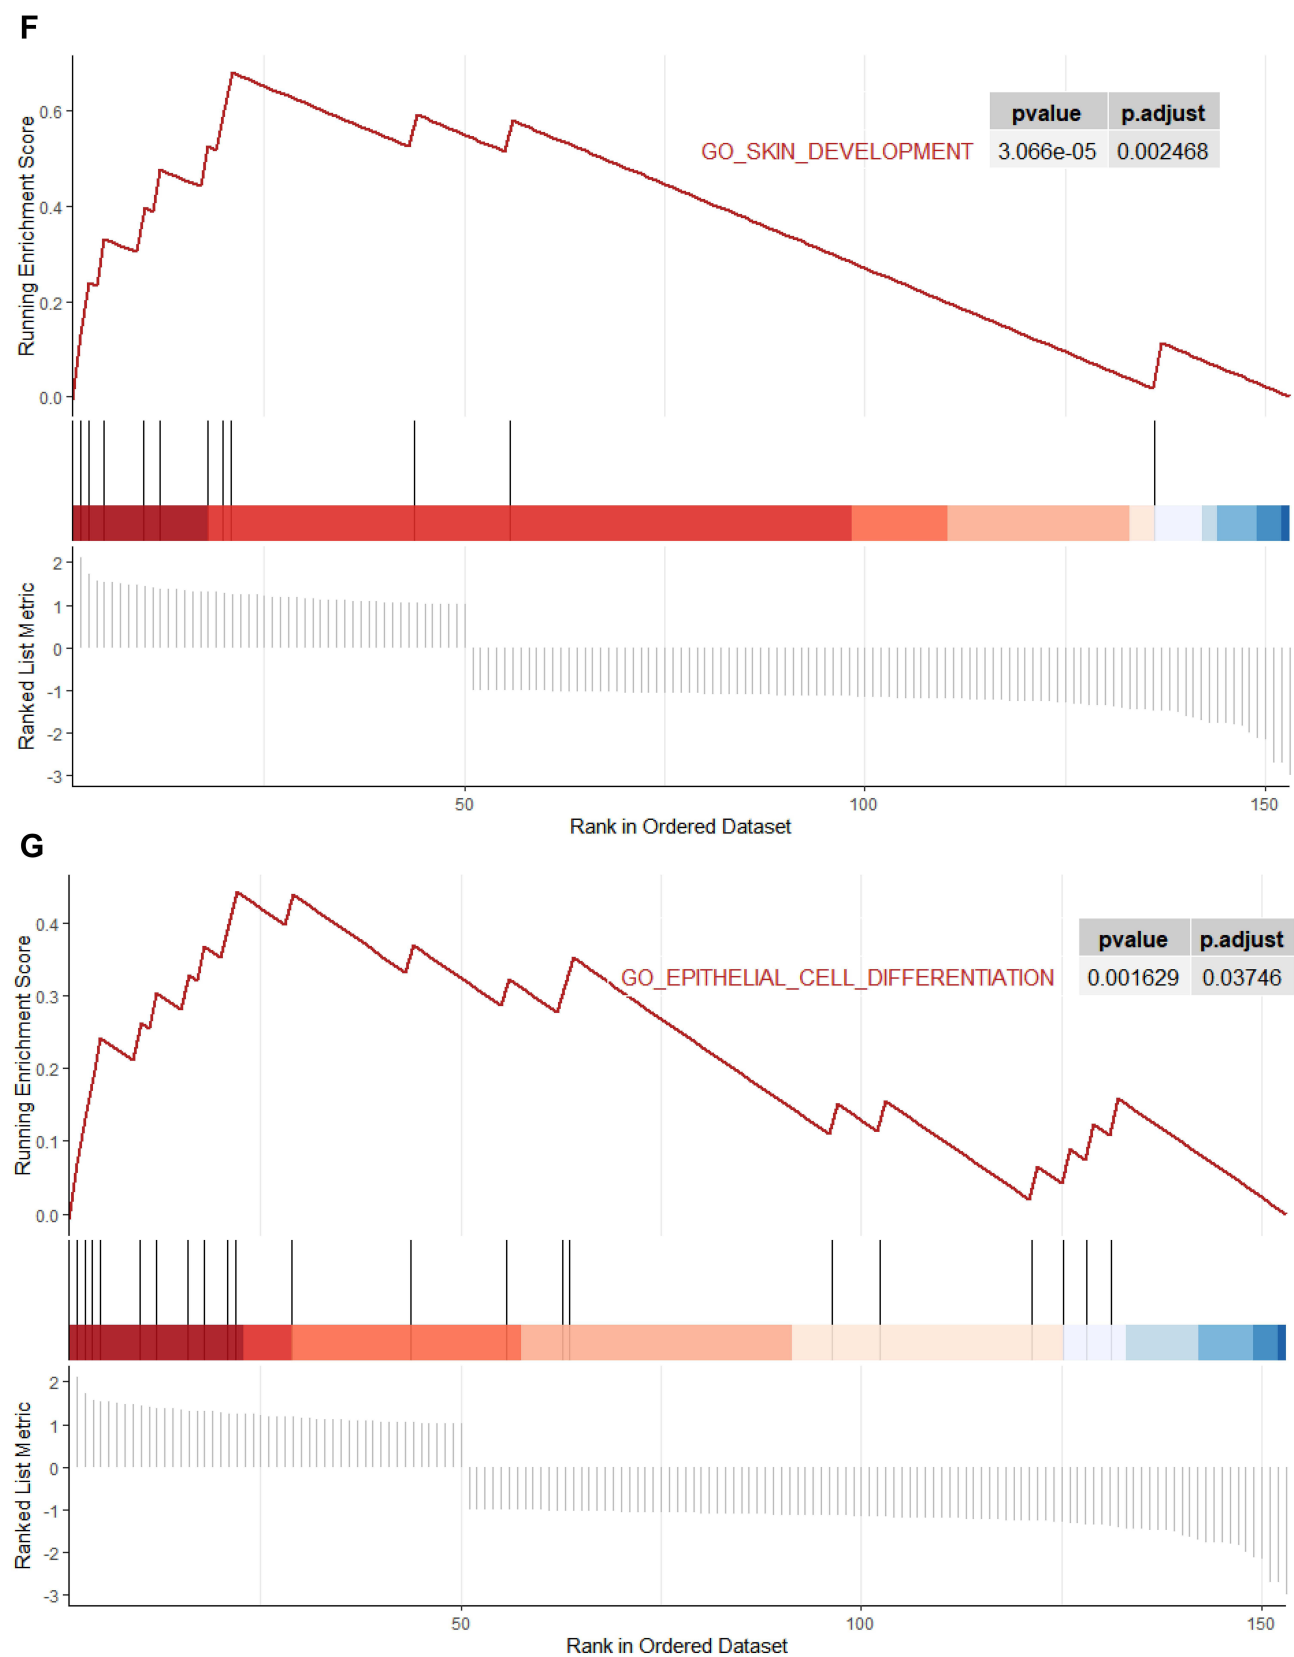 F
Running Enrichment Score
0.6
0.4
0.2
0.0
pvalue p.adjust
GO_SKIN_DEVELOPMENT 3.066e-05 0.002468
Ranked List Metric
2
1
0
-1
-2
-3
50 100 150
Rank in Ordered Dataset
G
Running Enrichment Score
0.4
0.3
0.2
0.1
0.0
pvalue p.adjust
GO_EPITHELIAL_CELL_DIFFERENTIATION 0.001629 0.03746
Ranked List Metric
2
1
0
-1
-2
-3
50 100 150
Rank in Ordered Dataset